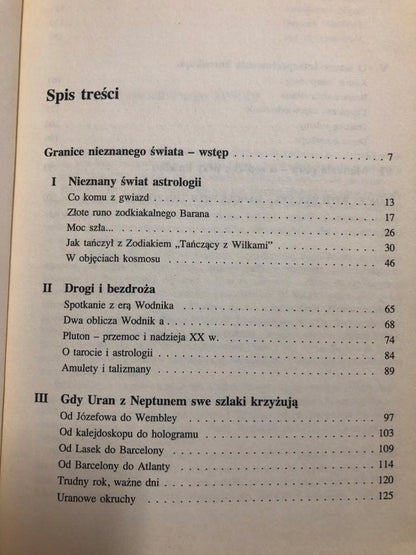 Spis treści
Granice nieznanego świata – wstęp . . . . . . . . . . . . . . . . . 7
I Nieznany świat astrologii
Co komu z gwiazd . . . . . . . . . . . . . . . . . . . . . . . . . 13
Złote runo zodkiakalnego Barana . . . . . . . . . . . . . . . . . 17
Moc szła... . . . . . . . . . . . . . . . . . . . . . . . . . . . . 26
Jak tańczył z Zodiakiem „Tańczący z Wilkami” . . . . . . . . . . 30
W objęciach kosmosu . . . . . . . . . . . . . . . . . . . . . . . 46
II Drogi i bezdroża
Spotkanie z erą Wodnika . . . . . . . . . . . . . . . . . . . . . 65
Dwa oblicza Wodnik a . . . . . . . . . . . . . . . . . . . . . . 68
Pluton – przemoc i nadzieja XX w. . . . . . . . . . . . . . . . . 74
O tarocie i astrologii . . . . . . . . . . . . . . . . . . . . . . 84
Amulety i talizmany . . . . . . . . . . . . . . . . . . . . . . . 89
III Gdy Uran z Neptunem swe szlaki krzyżują
Od Józefowa do Wembley . . . . . . . . . . . . . . . . . . . . . 97
Od kalejdoskopu do hologramu . . . . . . . . . . . . . . . . . . 103
Od Lasek do Barcelony . . . . . . . . . . . . . . . . . . . . . . 109
Od Barcelony do Atlanty . . . . . . . . . . . . . . . . . . . . . 114
Trudny rok, ważne dni . . . . . . . . . . . . . . . . . . . . . . 120
Uranowe okruchy . . . . . . . . . . . . . . . . . . . . . . . . . 125